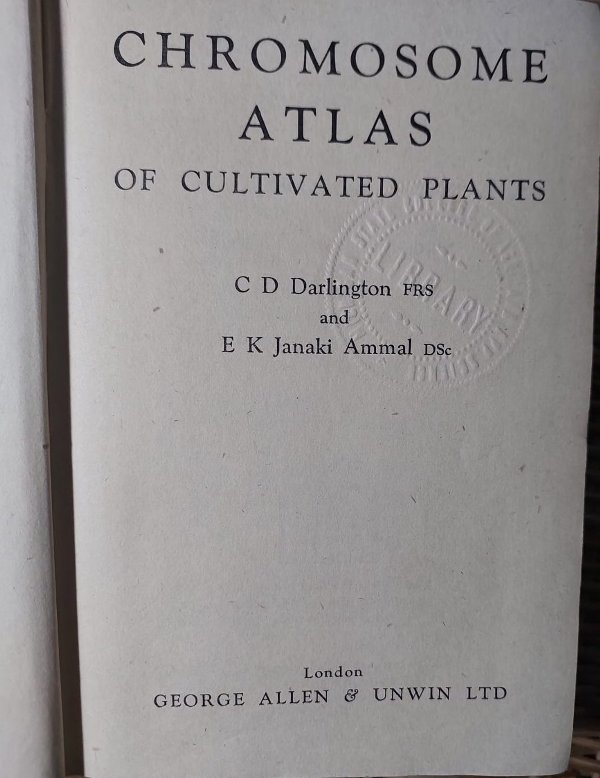 CHROMOSOME
ATLAS
OF CULTIVATED PLANTS
C D Darlington FRS
and
E K Janaki Ammal DSc
LIBRARY
London
GEORGE ALLEN & UNWIN LTD